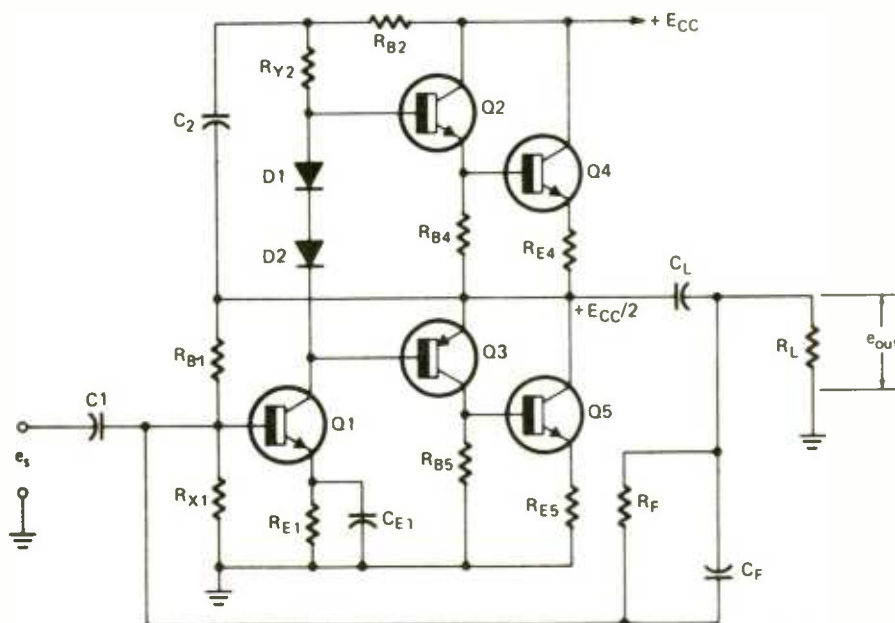 + ECC
RB2
RY2
Q2
C2
D1
Q4
D2
RB4
RE4
CL
+ECC/2
RL
eout
RB1
Q3
C1
Q1
Q5
es
RX1
RB5
RE1
CE1
RE5
RF
CF